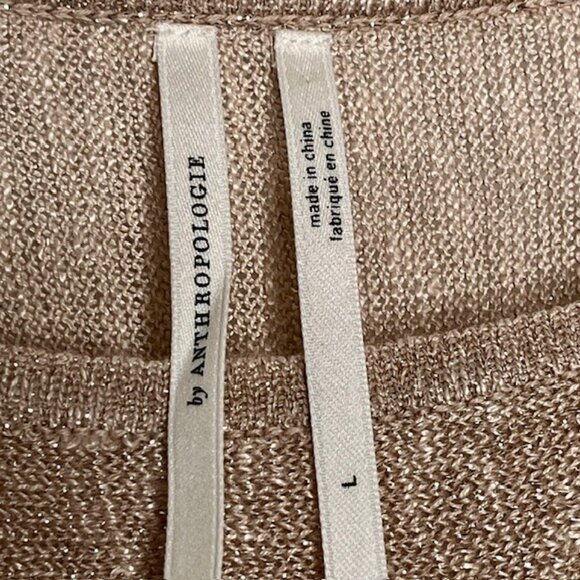 by ANTHROPOLOGIE
made in china
fabriqué en chine
L